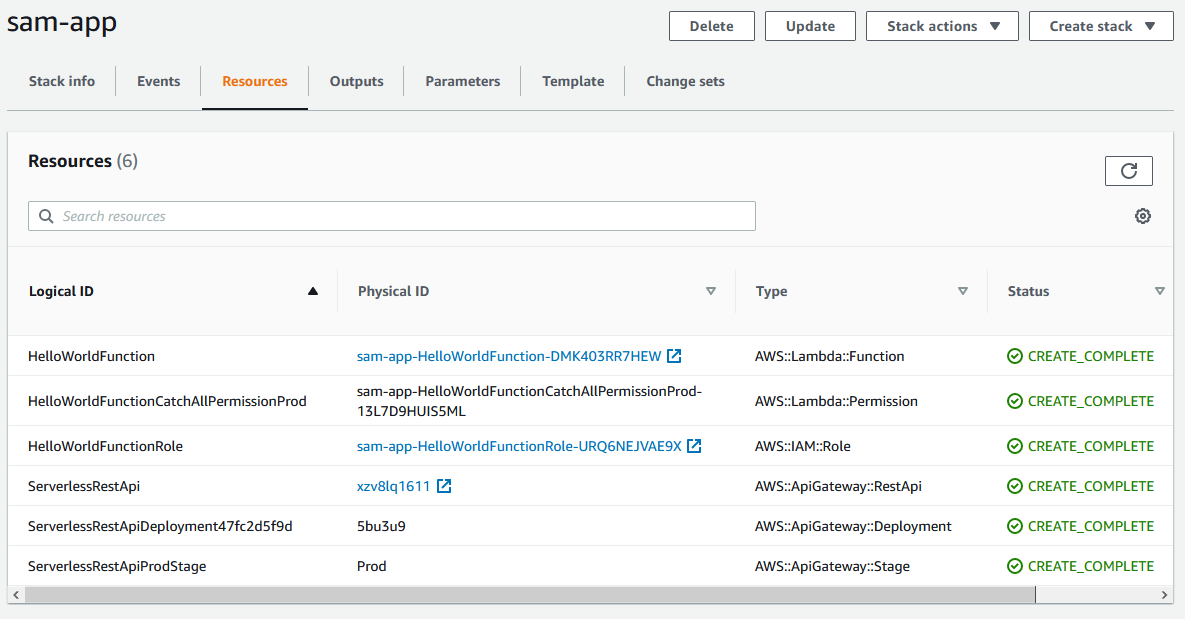 sam-app
Delete
Update
Stack actions
Create stack
Stack info
Events
Resources
Outputs
Parameters
Template
Change sets
Resources (6)
Search resources
Logical ID
Physical ID
Type
Status
HelloWorldFunction
sam-app-HelloWorldFunction-DMK403RR7HEW
AWS::Lambda::Function
CREATE_COMPLETE
HelloWorldFunctionCatchAllPermissionProd
sam-app-HelloWorldFunctionCatchAllPermissionProd-
13L7D9HUIS5ML
AWS::Lambda::Permission
CREATE_COMPLETE
HelloWorldFunctionRole
sam-app-HelloWorldFunctionRole-URQ6NEJVAE9X
AWS::IAM::Role
CREATE_COMPLETE
ServerlessRestApi
xzv8lq1611
AWS::ApiGateway::RestApi
CREATE_COMPLETE
ServerlessRestApiDeployment47fc2d5f9d
5bu3u9
AWS::ApiGateway::Deployment
CREATE_COMPLETE
ServerlessRestApiProdStage
Prod
AWS::ApiGateway::Stage
CREATE_COMPLETE